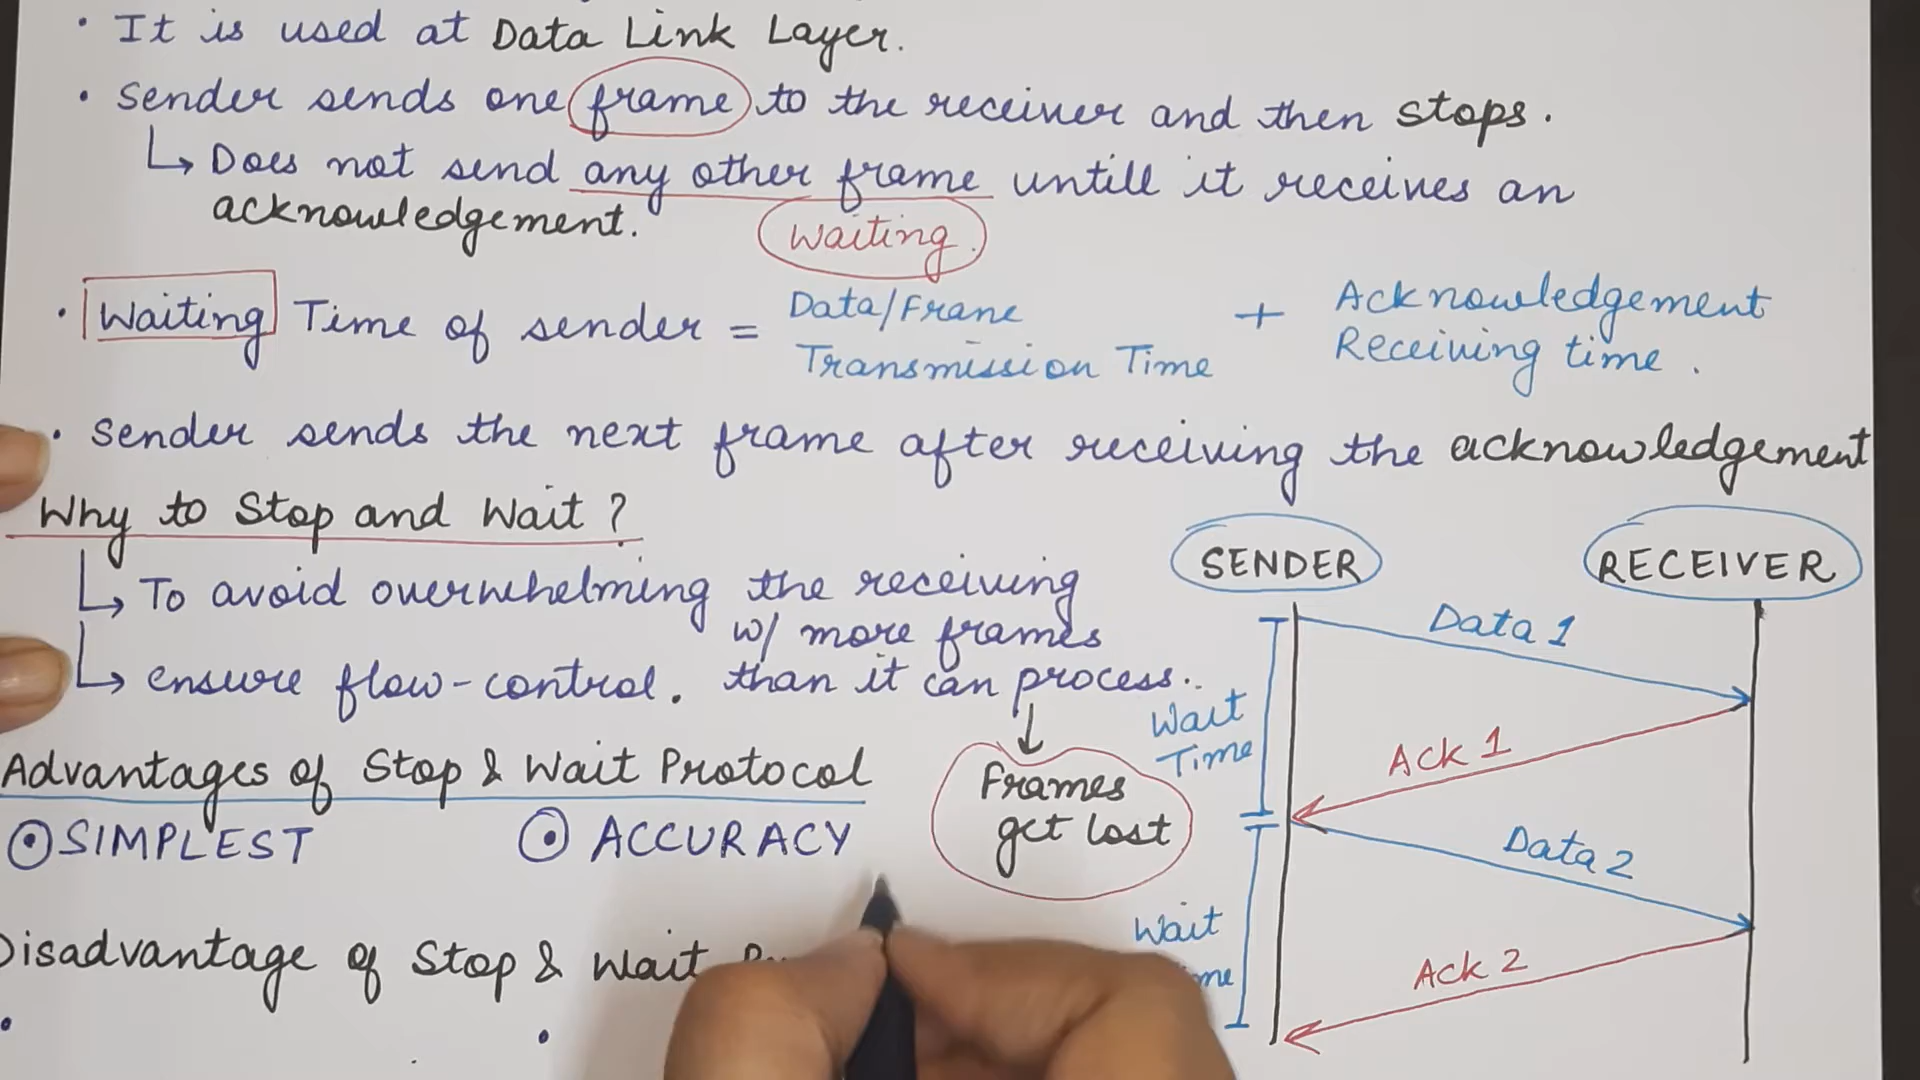 • It is used at Data Link Layer.
• Sender sends one frame to the receiver and then stops.
↳ Does not send any other frame untill it receives an
acknowledgement.
Waiting
• Waiting Time of sender = Data/Frane
Transmission Time
+ Acknowledgement
Receiving time.
• Sender sends the next frame after receiving the acknowledgement
Why to Stop and Wait?
↳ To avoid overwhelming the receiving
w/ more frames
than it can process..
↳ ensure flow-control.
Frames
get lost
Advantages of Stop & Wait Protocol
SIMPLEST
ACCURACY
Disadvantage of Stop & Wait
SENDER
RECEIVER
Data 1
Wait
Time
Ack 1
Data 2
Wait
Ack 2